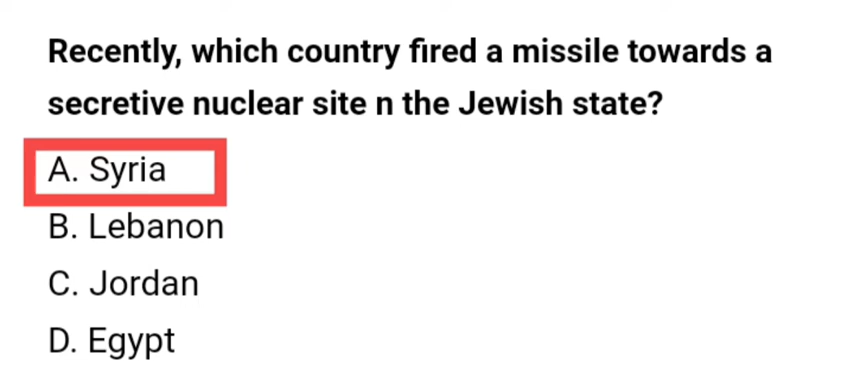 Recently, which country fired a missile towards a
secretive nuclear site n the Jewish state?
A. Syria
B. Lebanon
C. Jordan
D. Egypt